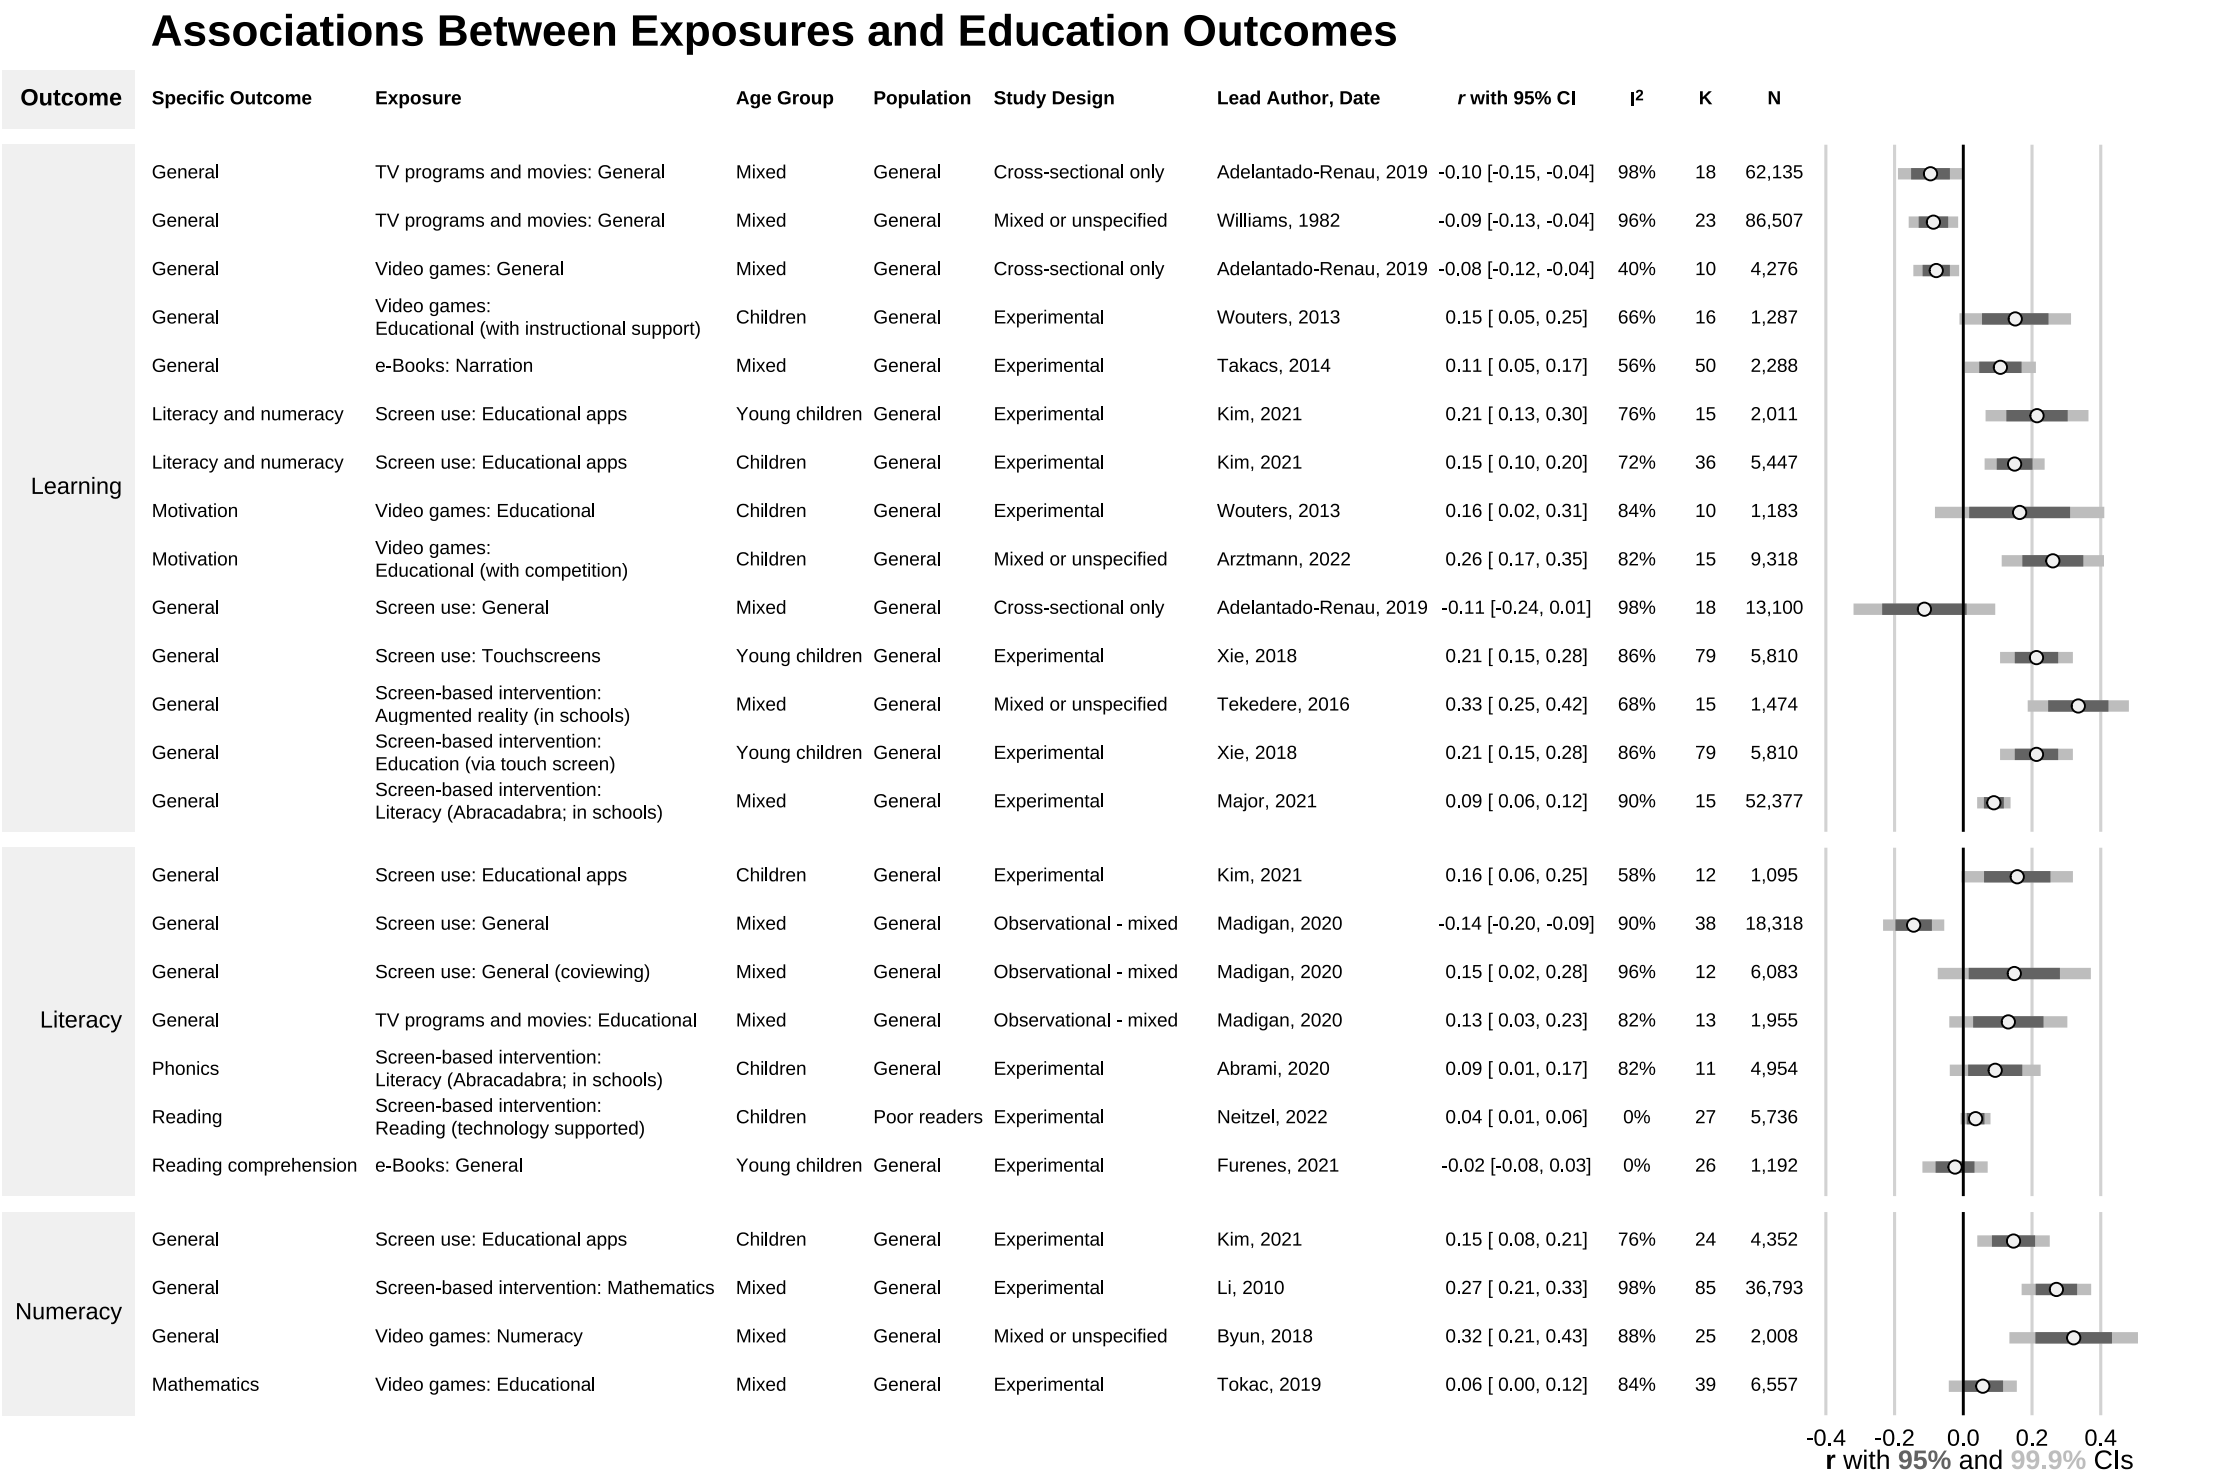 Associations Between Exposures and Education Outcomes
Outcome Specific Outcome Exposure Age Group Population Study Design Lead Author, Date r with 95% CI I² K N
Learning
General TV programs and movies: General Mixed General Cross-sectional only Adelantado-Renau, 2019 -0.10 [-0.15, -0.04] 98% 18 62,135
General TV programs and movies: General Mixed General Mixed or unspecified Williams, 1982 -0.09 [-0.13, -0.04] 96% 23 86,507
General Video games: General Mixed General Cross-sectional only Adelantado-Renau, 2019 -0.08 [-0.12, -0.04] 40% 10 4,276
Video games:
General Educational (with instructional support) Children General Experimental Wouters, 2013 0.15 [ 0.05, 0.25] 66% 16 1,287
General e-Books: Narration Mixed General Experimental Takacs, 2014 0.11 [ 0.05, 0.17] 56% 50 2,288
Literacy and numeracy Screen use: Educational apps Young children General Experimental Kim, 2021 0.21 [ 0.13, 0.30] 76% 15 2,011
Literacy and numeracy Screen use: Educational apps Children General Experimental Kim, 2021 0.15 [ 0.10, 0.20] 72% 36 5,447
Motivation Video games: Educational Children General Experimental Wouters, 2013 0.16 [ 0.02, 0.31] 84% 10 1,183
Video games:
Motivation Educational (with competition) Children General Mixed or unspecified Arztmann, 2022 0.26 [ 0.17, 0.35] 82% 15 9,318
General Screen use: General Mixed General Cross-sectional only Adelantado-Renau, 2019 -0.11 [-0.24, 0.01] 98% 18 13,100
General Screen use: Touchscreens Young children General Experimental Xie, 2018 0.21 [ 0.15, 0.28] 86% 79 5,810
Screen-based intervention:
General Augmented reality (in schools) Mixed General Mixed or unspecified Tekedere, 2016 0.33 [ 0.25, 0.42] 68% 15 1,474
Screen-based intervention:
General Education (via touch screen) Young children General Experimental Xie, 2018 0.21 [ 0.15, 0.28] 86% 79 5,810
Screen-based intervention:
General Literacy (Abracadabra; in schools) Mixed General Experimental Major, 2021 0.09 [ 0.06, 0.12] 90% 15 52,377
Literacy
General Screen use: Educational apps Children General Experimental Kim, 2021 0.16 [ 0.06, 0.25] 58% 12 1,095
General Screen use: General Mixed General Observational - mixed Madigan, 2020 -0.14 [-0.20, -0.09] 90% 38 18,318
General Screen use: General (coviewing) Mixed General Observational - mixed Madigan, 2020 0.15 [ 0.02, 0.28] 96% 12 6,083
General TV programs and movies: Educational Mixed General Observational - mixed Madigan, 2020 0.13 [ 0.03, 0.23] 82% 13 1,955
Screen-based intervention:
Phonics Literacy (Abracadabra; in schools) Children General Experimental Abrami, 2020 0.09 [ 0.01, 0.17] 82% 11 4,954
Screen-based intervention:
Reading Reading (technology supported) Children Poor readers Experimental Neitzel, 2022 0.04 [ 0.01, 0.06] 0% 27 5,736
Reading comprehension e-Books: General Young children General Experimental Furenes, 2021 -0.02 [-0.08, 0.03] 0% 26 1,192
Numeracy
General Screen use: Educational apps Children General Experimental Kim, 2021 0.15 [ 0.08, 0.21] 76% 24 4,352
General Screen-based intervention: Mathematics Mixed General Experimental Li, 2010 0.27 [ 0.21, 0.33] 98% 85 36,793
General Video games: Numeracy Mixed General Mixed or unspecified Byun, 2018 0.32 [ 0.21, 0.43] 88% 25 2,008
Mathematics Video games: Educational Mixed General Experimental Tokac, 2019 0.06 [ 0.00, 0.12] 84% 39 6,557
-0.4 -0.2 0.0 0.2 0.4
r with 95% and 99.9% CIs